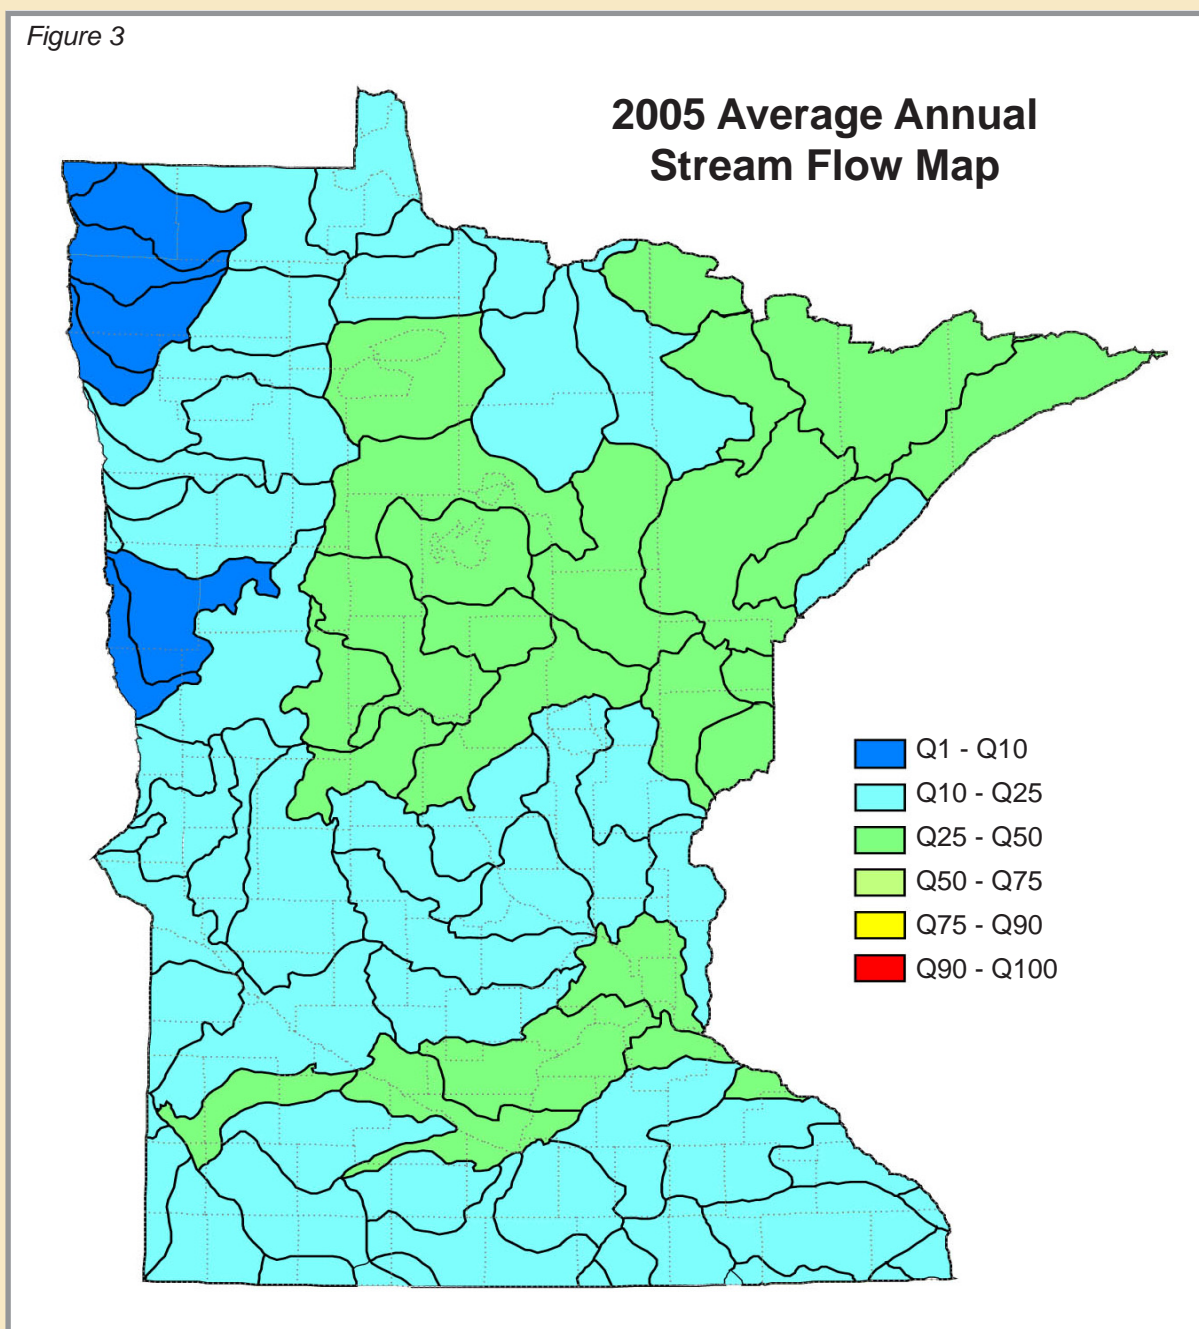 Figure 3
2005 Average Annual
Stream Flow Map
Q1 - Q10
Q10 - Q25
Q25 - Q50
Q50 - Q75
Q75 - Q90
Q90 - Q100